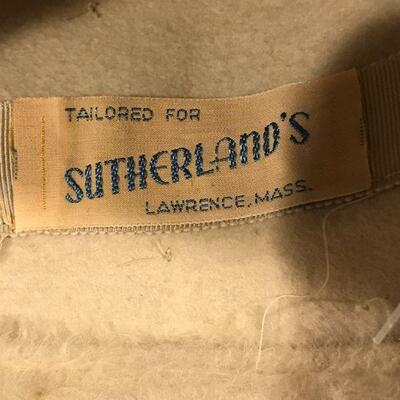 TAILORED FOR
SUTHERLAND'S
LAWRENCE, MASS.